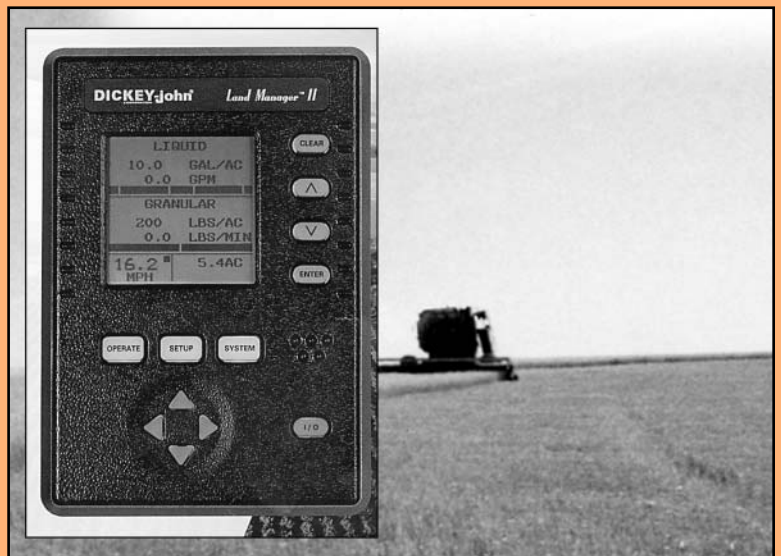 DICKEY-john® Land Manager™ II
LIQUID
10.0 GAL/AC
0.0 GPM
GRANULAR
200 LBS/AC
0.0 LBS/MIN
16.2 5.4AC
MPH
CLEAR
ENTER
OPERATE SETUP SYSTEM
I/O